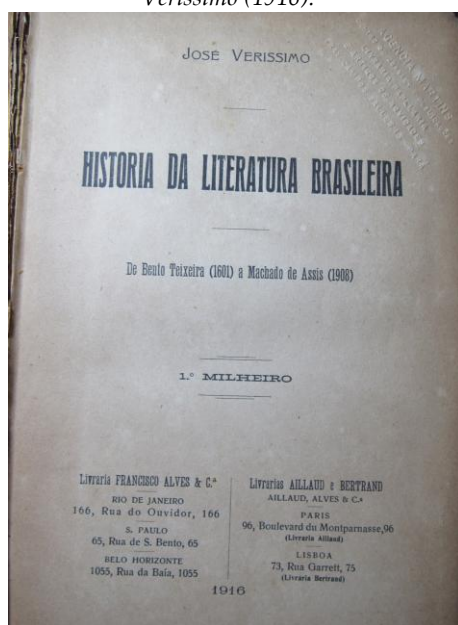 Veríssimo (1916).
JOSÉ VERISSIMO
HISTORIA DA LITERATURA BRASILEIRA
De Bento Teixeira (1601) a Machado de Assis (1908)
1.º MILHEIRO
Livraria FRANCISCO ALVES & C.ª
RIO DE JANEIRO
166, Rua do Ouvidor, 166
S. PAULO
65, Rua de S. Bento, 65
BELO HORIZONTE
1055, Rua da Baía, 1055
Livrarias AILLAUD e BERTRAND
AILLAUD, ALVES & C.ª
PARIS
96, Boulevard du Montparnasse, 96
(Livraria Aillaud)
LISBOA
73, Rua Garrett, 75
(Livraria Bertrand)
1916